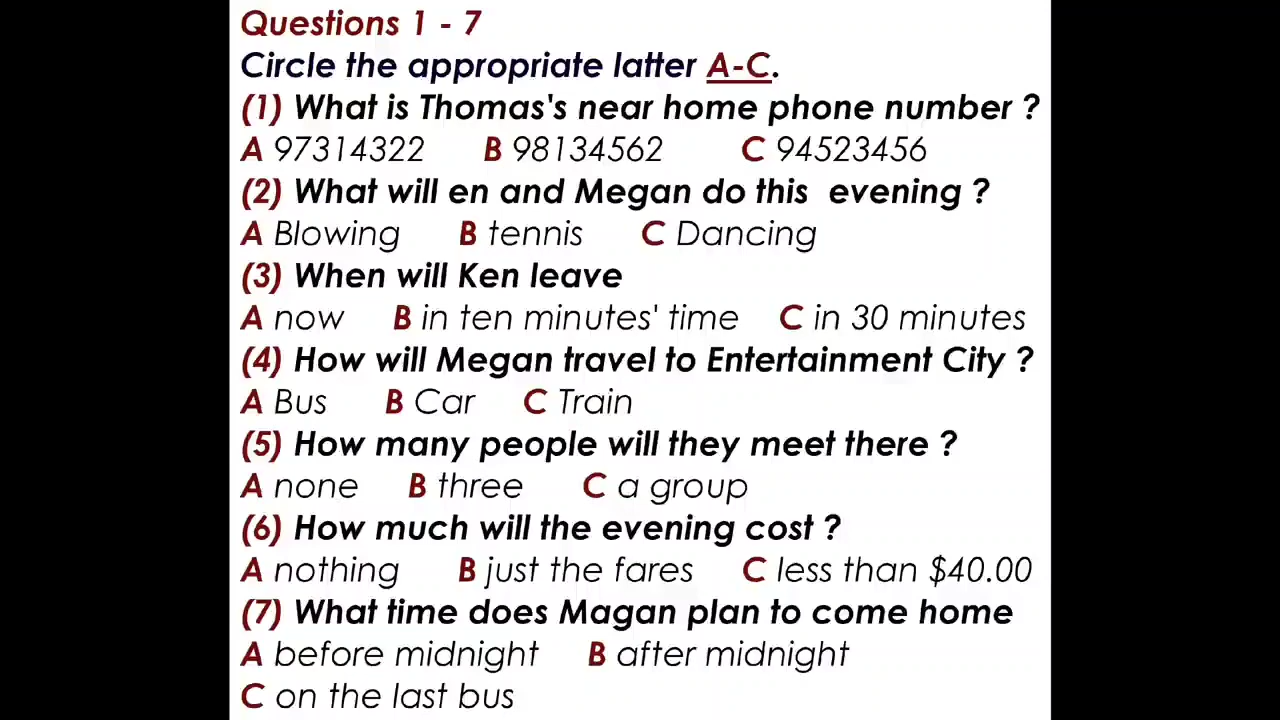 Questions 1 - 7
Circle the appropriate latter A-C.
(1) What is Thomas's near home phone number ?
A 97314322 B 98134562 C 94523456
(2) What will en and Megan do this evening ?
A Blowing B tennis C Dancing
(3) When will Ken leave
A now B in ten minutes' time C in 30 minutes
(4) How will Megan travel to Entertainment City ?
A Bus B Car C Train
(5) How many people will they meet there ?
A none B three C a group
(6) How much will the evening cost ?
A nothing B just the fares C less than $40.00
(7) What time does Magan plan to come home
A before midnight B after midnight
C on the last bus